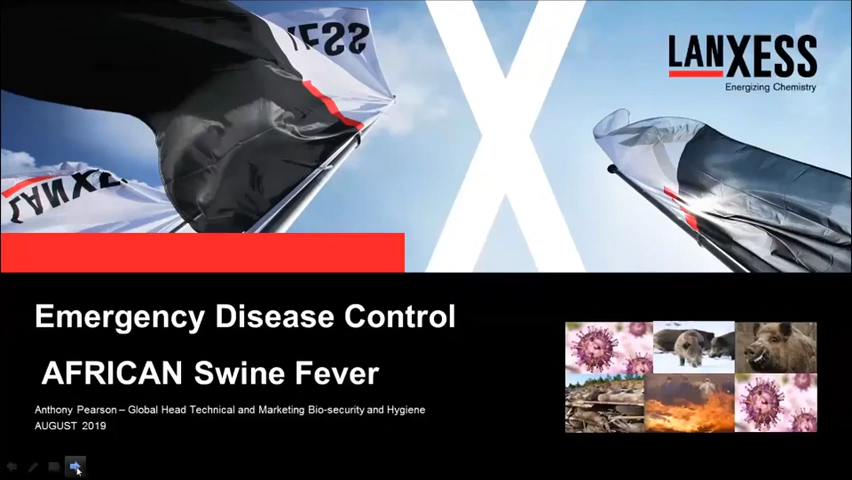 LANXESS
LANXESS
Energizing Chemistry
Emergency Disease Control
AFRICAN Swine Fever
Anthony Pearson – Global Head Technical and Marketing Bio-security and Hygiene
AUGUST 2019